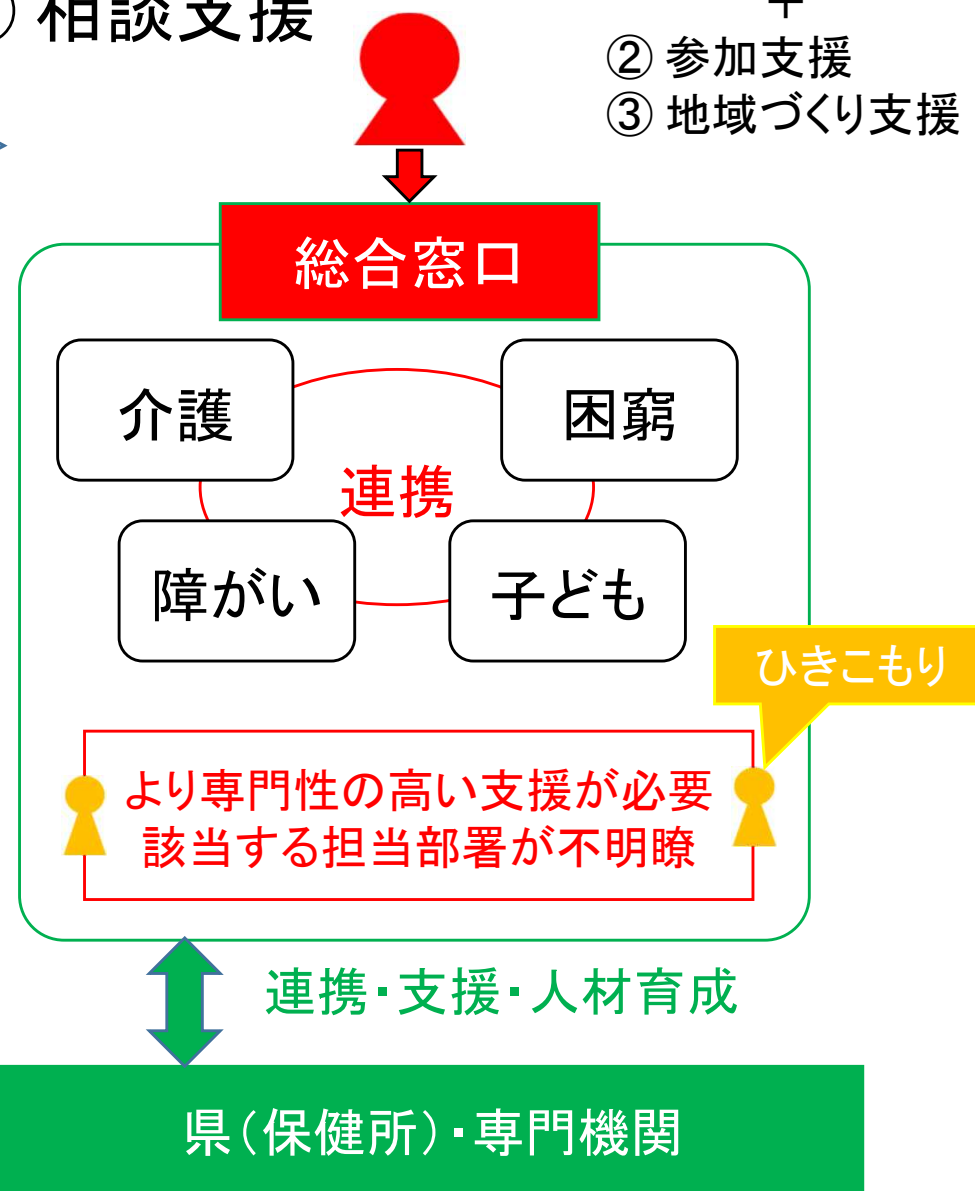 相談支援
＋
② 参加支援
③ 地域づくり支援
総合窓口
介護
困窮
連携
障がい
子ども
ひきこもり
より専門性の高い支援が必要
該当する担当部署が不明瞭
連携・支援・人材育成
県（保健所）・専門機関